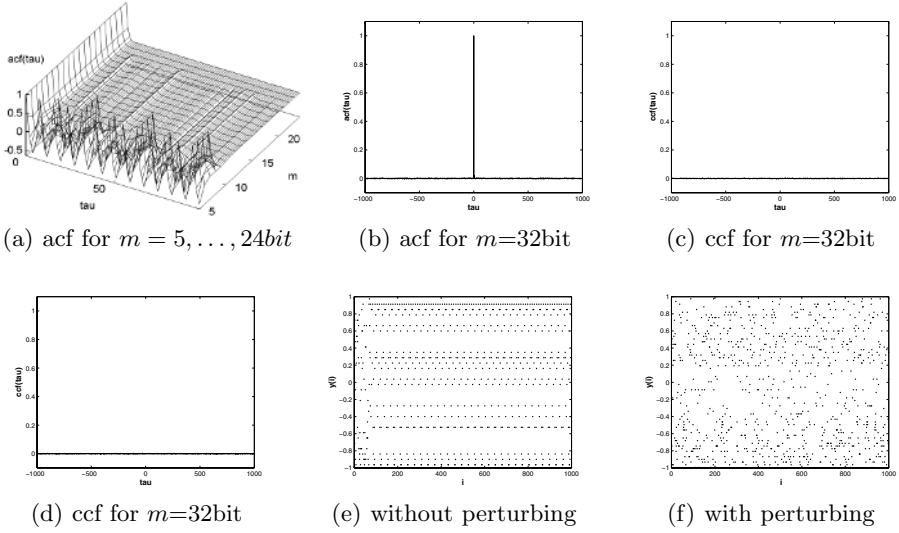 acf(tau)
1
0.5
0
-0.5
0
50
tau
5
10
15
20
m
(a) acf for m = 5, . . . , 24bit
acf(tau)
1
0.8
0.6
0.4
0.2
0
−1000 −500 0 500 1000
tau
(b) acf for m=32bit
ccf(tau)
1
0.8
0.6
0.4
0.2
0
−1000 −500 0 500 1000
tau
(c) ccf for m=32bit
ccf(tau)
1
0.8
0.6
0.4
0.2
0
−1000 −500 0 500 1000
tau
(d) ccf for m=32bit
y(i)
1
0.8
0.6
0.4
0.2
0
−0.2
−0.4
−0.6
−0.8
−1
0 200 400 600 800 1000
i
(e) without perturbing
y(i)
1
0.8
0.6
0.4
0.2
0
−0.2
−0.4
−0.6
−0.8
−1
0 200 400 600 800 1000
i
(f) with perturbing